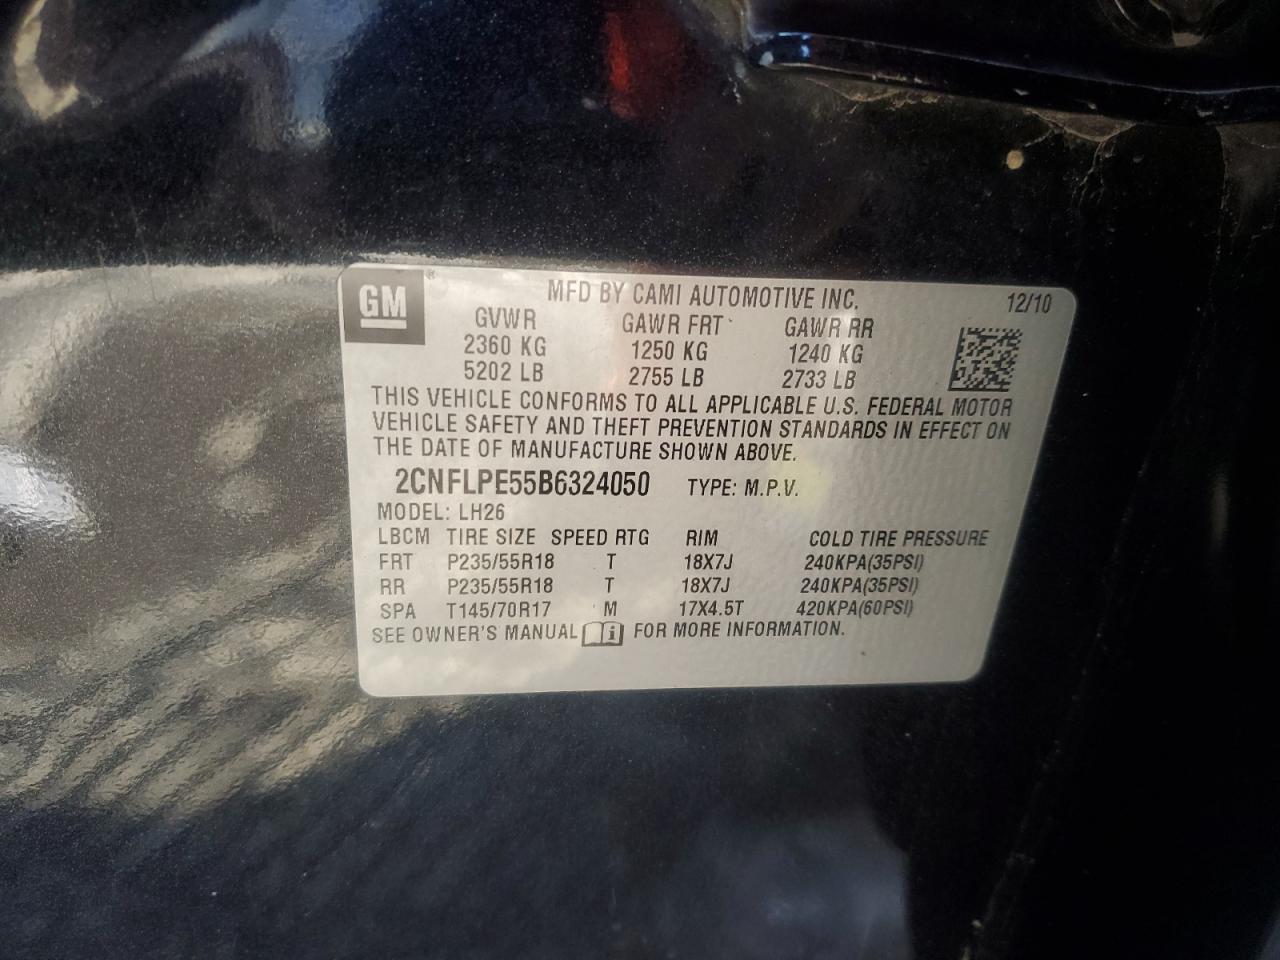 GM ® MFD BY CAMI AUTOMOTIVE INC. 12/10
GVWR GAWR FRT GAWR RR
2360 KG 1250 KG 1240 KG
5202 LB 2755 LB 2733 LB
THIS VEHICLE CONFORMS TO ALL APPLICABLE U.S. FEDERAL MOTOR
VEHICLE SAFETY AND THEFT PREVENTION STANDARDS IN EFFECT ON
THE DATE OF MANUFACTURE SHOWN ABOVE.
2CNFLPE55B6324050 TYPE: M.P.V.
MODEL: LH26
LBCM TIRE SIZE SPEED RTG RIM COLD TIRE PRESSURE
FRT P235/55R18 T 18X7J 240KPA(35PSI)
RR P235/55R18 T 18X7J 240KPA(35PSI)
SPA T145/70R17 M 17X4.5T 420KPA(60PSI)
SEE OWNER'S MANUAL i FOR MORE INFORMATION.